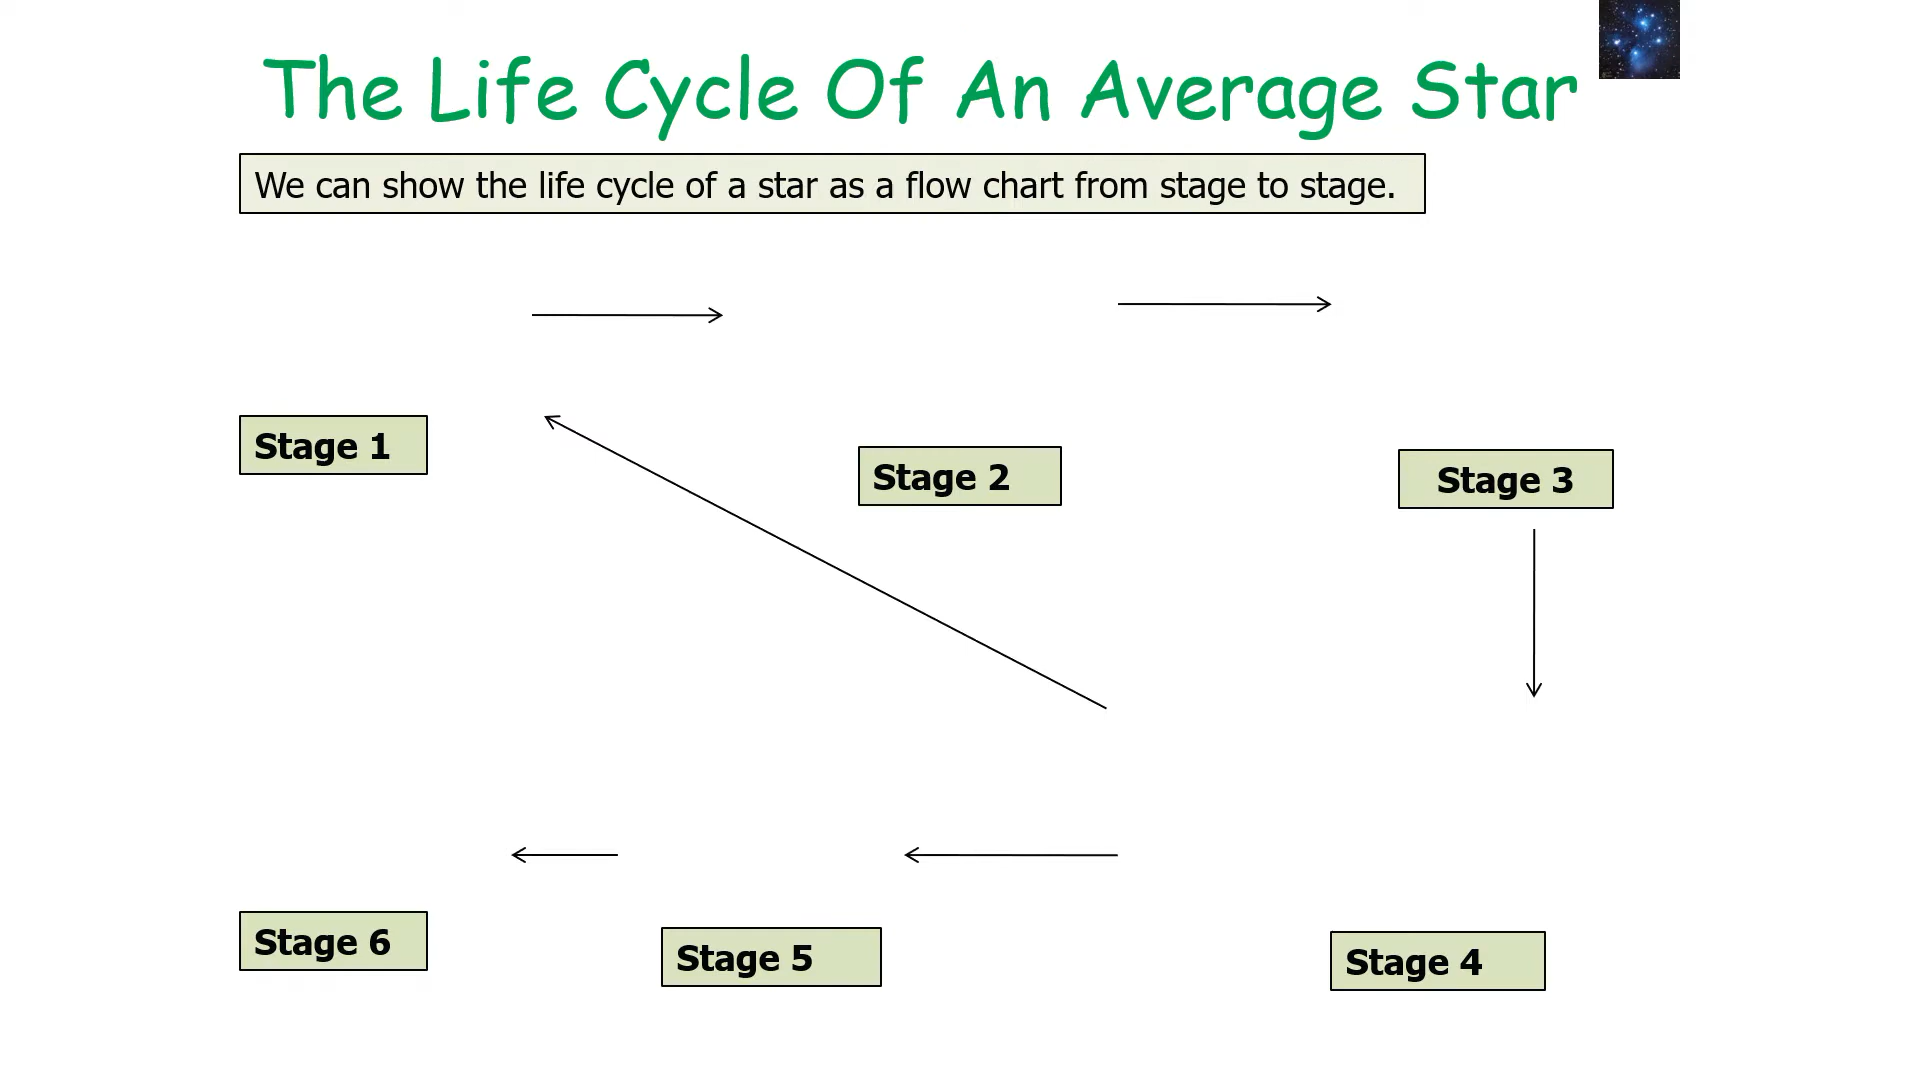 The Life Cycle Of An Average Star
We can show the life cycle of a star as a flow chart from stage to stage.
Stage 1
Stage 2
Stage 3
Stage 6
Stage 5
Stage 4